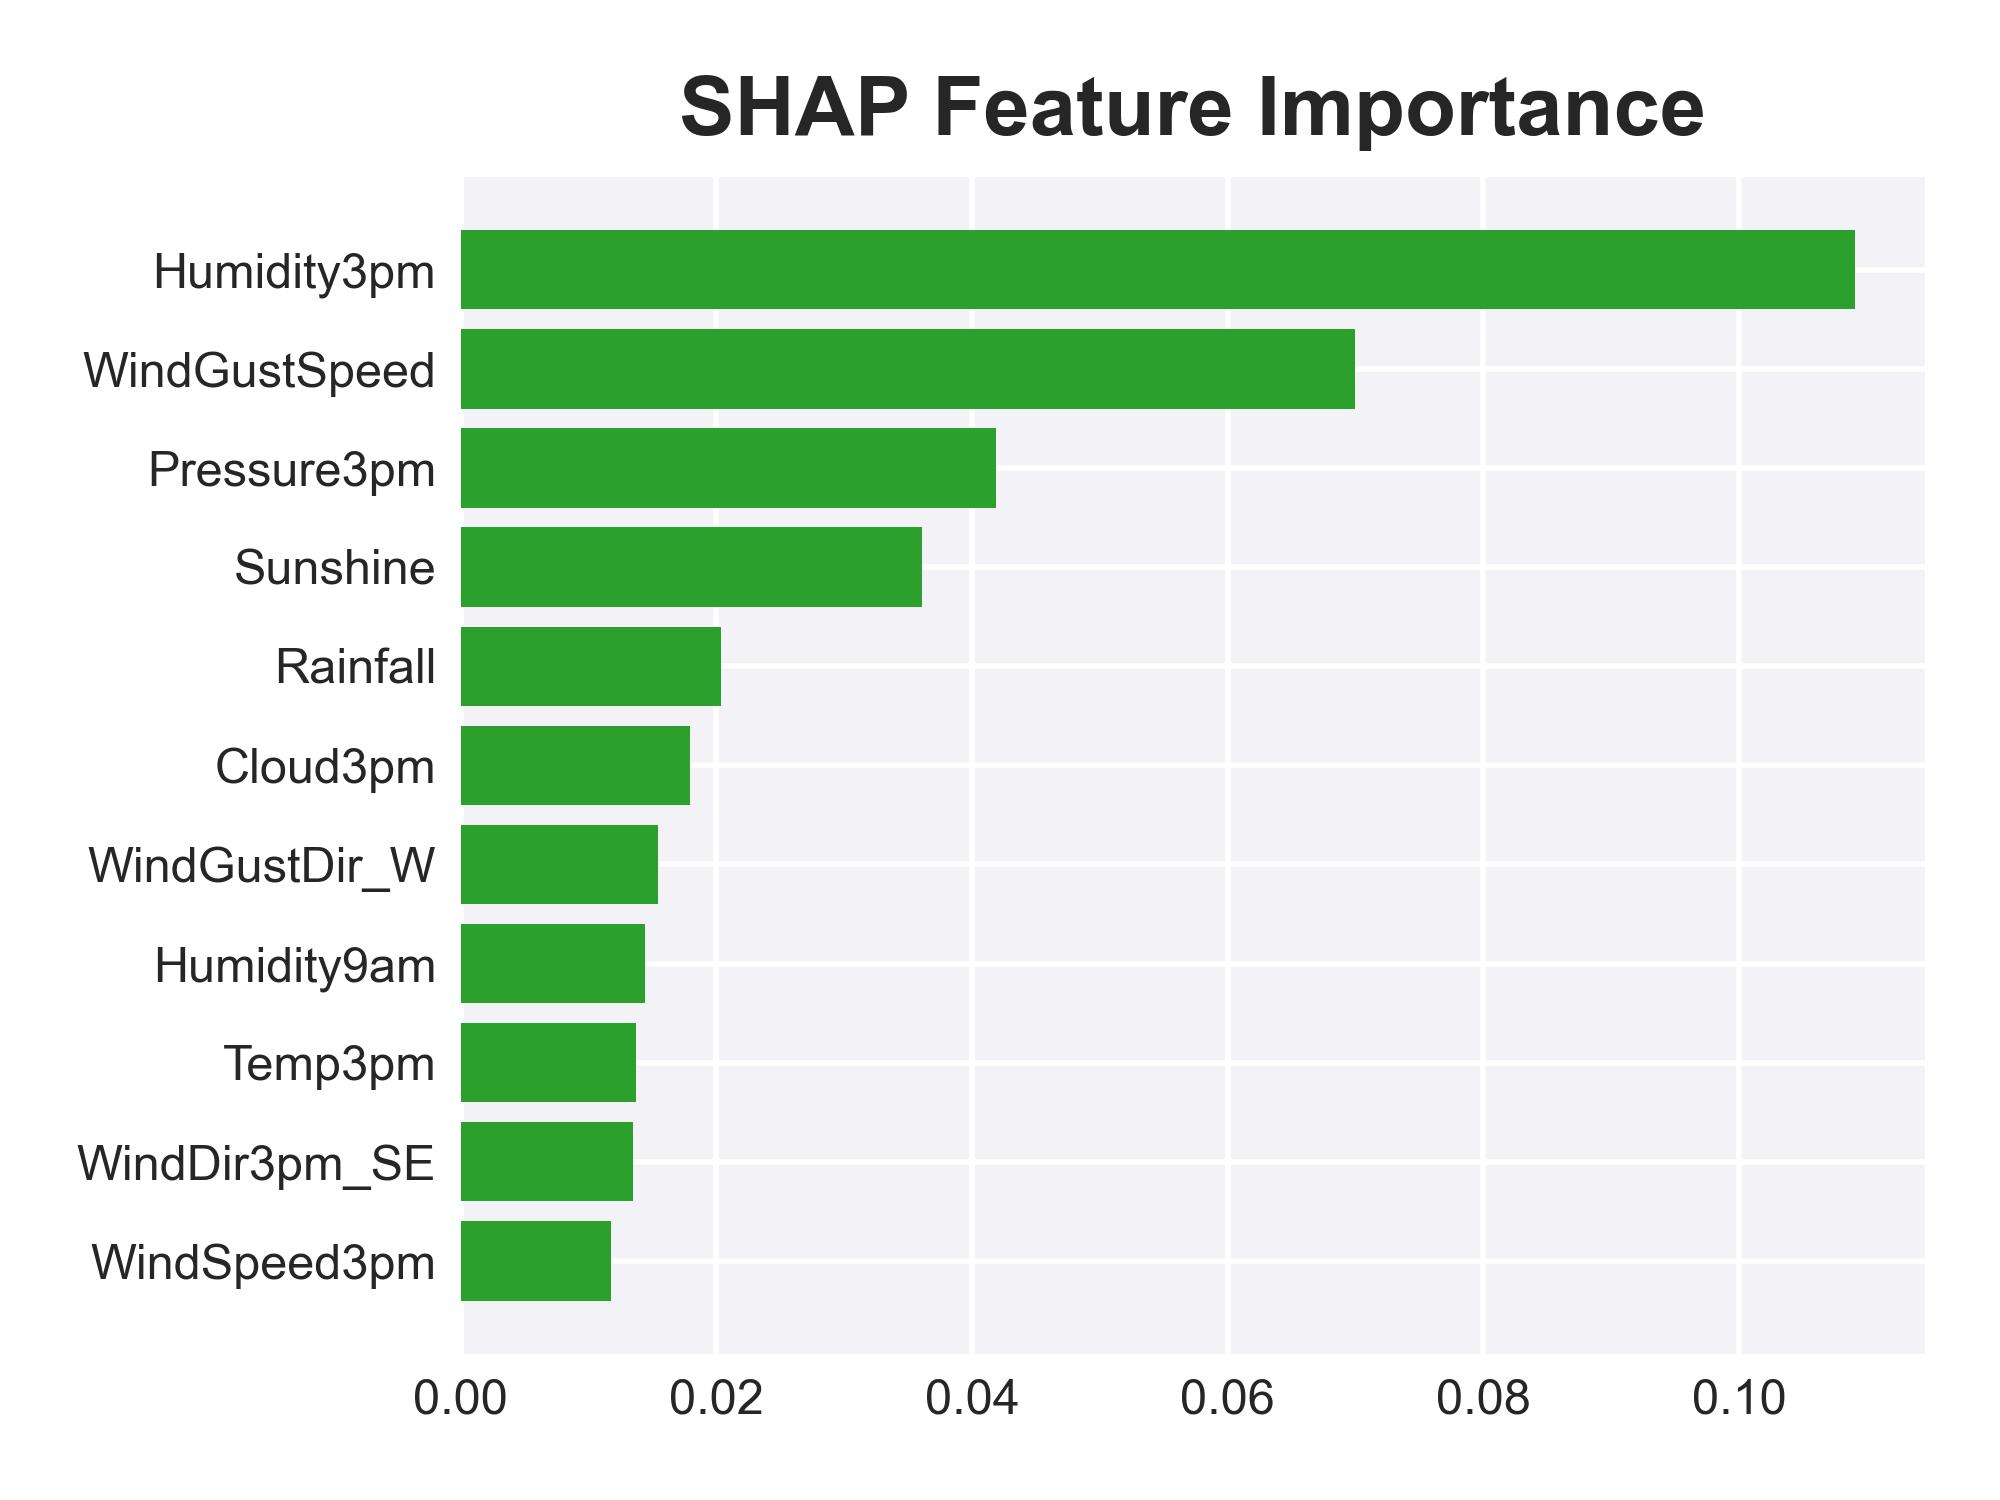 SHAP Feature Importance
Humidity3pm
WindGustSpeed
Pressure3pm
Sunshine
Rainfall
Cloud3pm
WindGustDir_W
Humidity9am
Temp3pm
WindDir3pm_SE
WindSpeed3pm
0.00 0.02 0.04 0.06 0.08 0.10